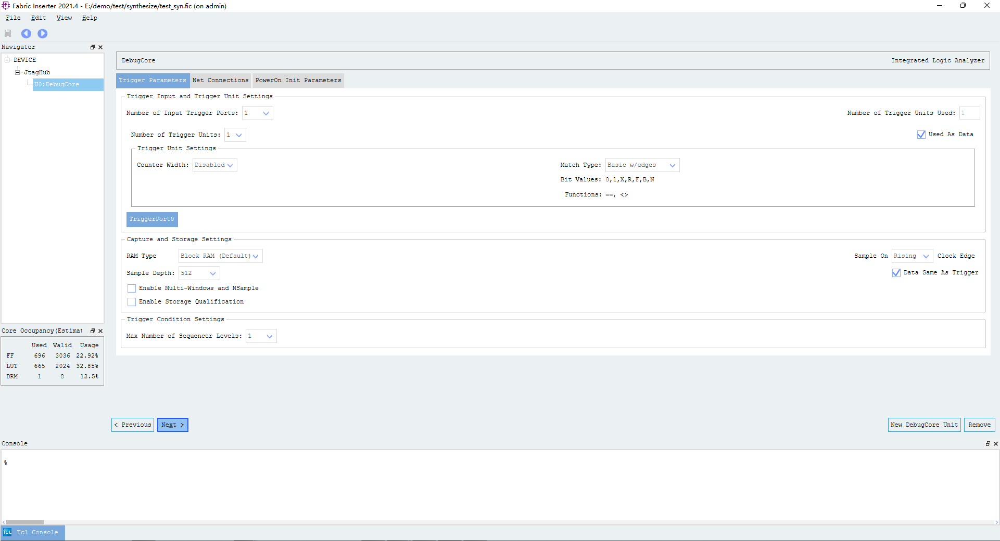 Fabric Inserter 2021.4 - E:/demo/test/synthesize/test_syn.fic (on admin)
File Edit View Help
Navigator
DEVICE
JtagHub
U0:DebugCore
DebugCore Integrated Logic Analyzer
Trigger Parameters Net Connections PowerOn Init Parameters
Trigger Input and Trigger Unit Settings
Number of Input Trigger Ports: 1 Number of Trigger Units Used: 1
Number of Trigger Units: 1 Used As Data
Trigger Unit Settings
Counter Width: Disabled Match Type: Basic w/edges
Bit Values: 0,1,X,R,F,B,N
Functions: ==, <>
TriggerPort0
Capture and Storage Settings
RAM Type Block RAM (Default) Sample On Rising Clock Edge
Sample Depth: 512 Data Same As Trigger
Enable Multi-Windows and NSample
Enable Storage Qualification
Trigger Condition Settings
Max Number of Sequencer Levels: 1
Core Occupancy(Estimat
Used Valid Usage
FF 696 3036 22.92%
LUT 665 2024 32.85%
DRM 1 8 12.5%
< Previous Next > New DebugCore Unit Remove
Console
%
TCL Tcl Console